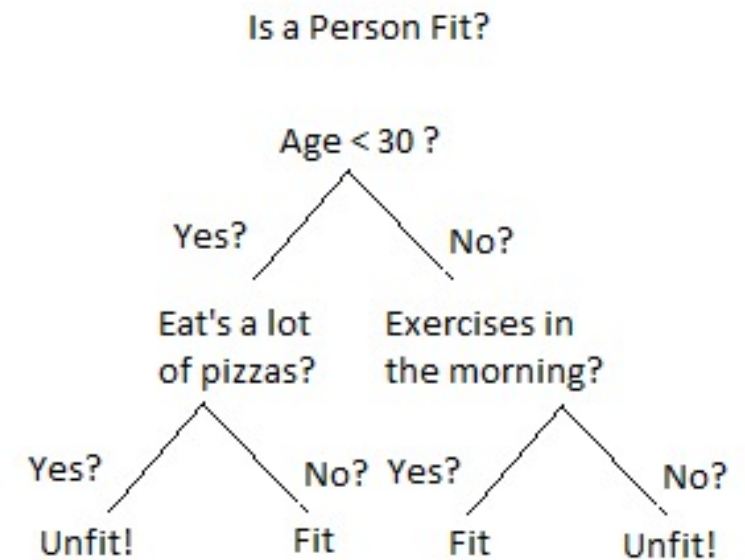 Is a Person Fit?
Age < 30 ?
Yes?
No?
Eat's a lot
of pizzas?
Exercises in
the morning?
Yes?
No?
Yes?
No?
Unfit!
Fit
Fit
Unfit!